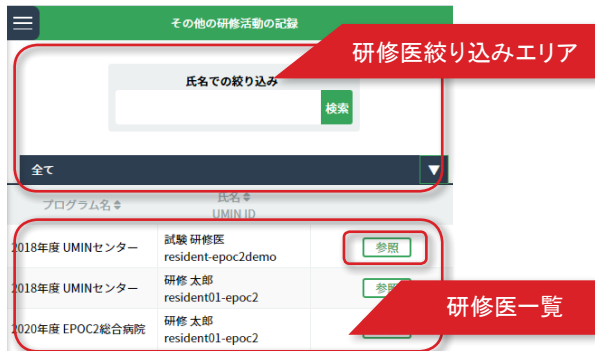 その他の研修活動の記録
研修医絞り込みエリア
氏名での絞り込み
検索
全て
▼
プログラム名
氏名
UMIN ID
2018年度 UMINセンター
試験 研修医
resident-epoc2demo
参照
2018年度 UMINセンター
研修 太郎
resident01-epoc2
研修医一覧
2020年度 EPOC2総合病院
研修 太郎
resident01-epoc2